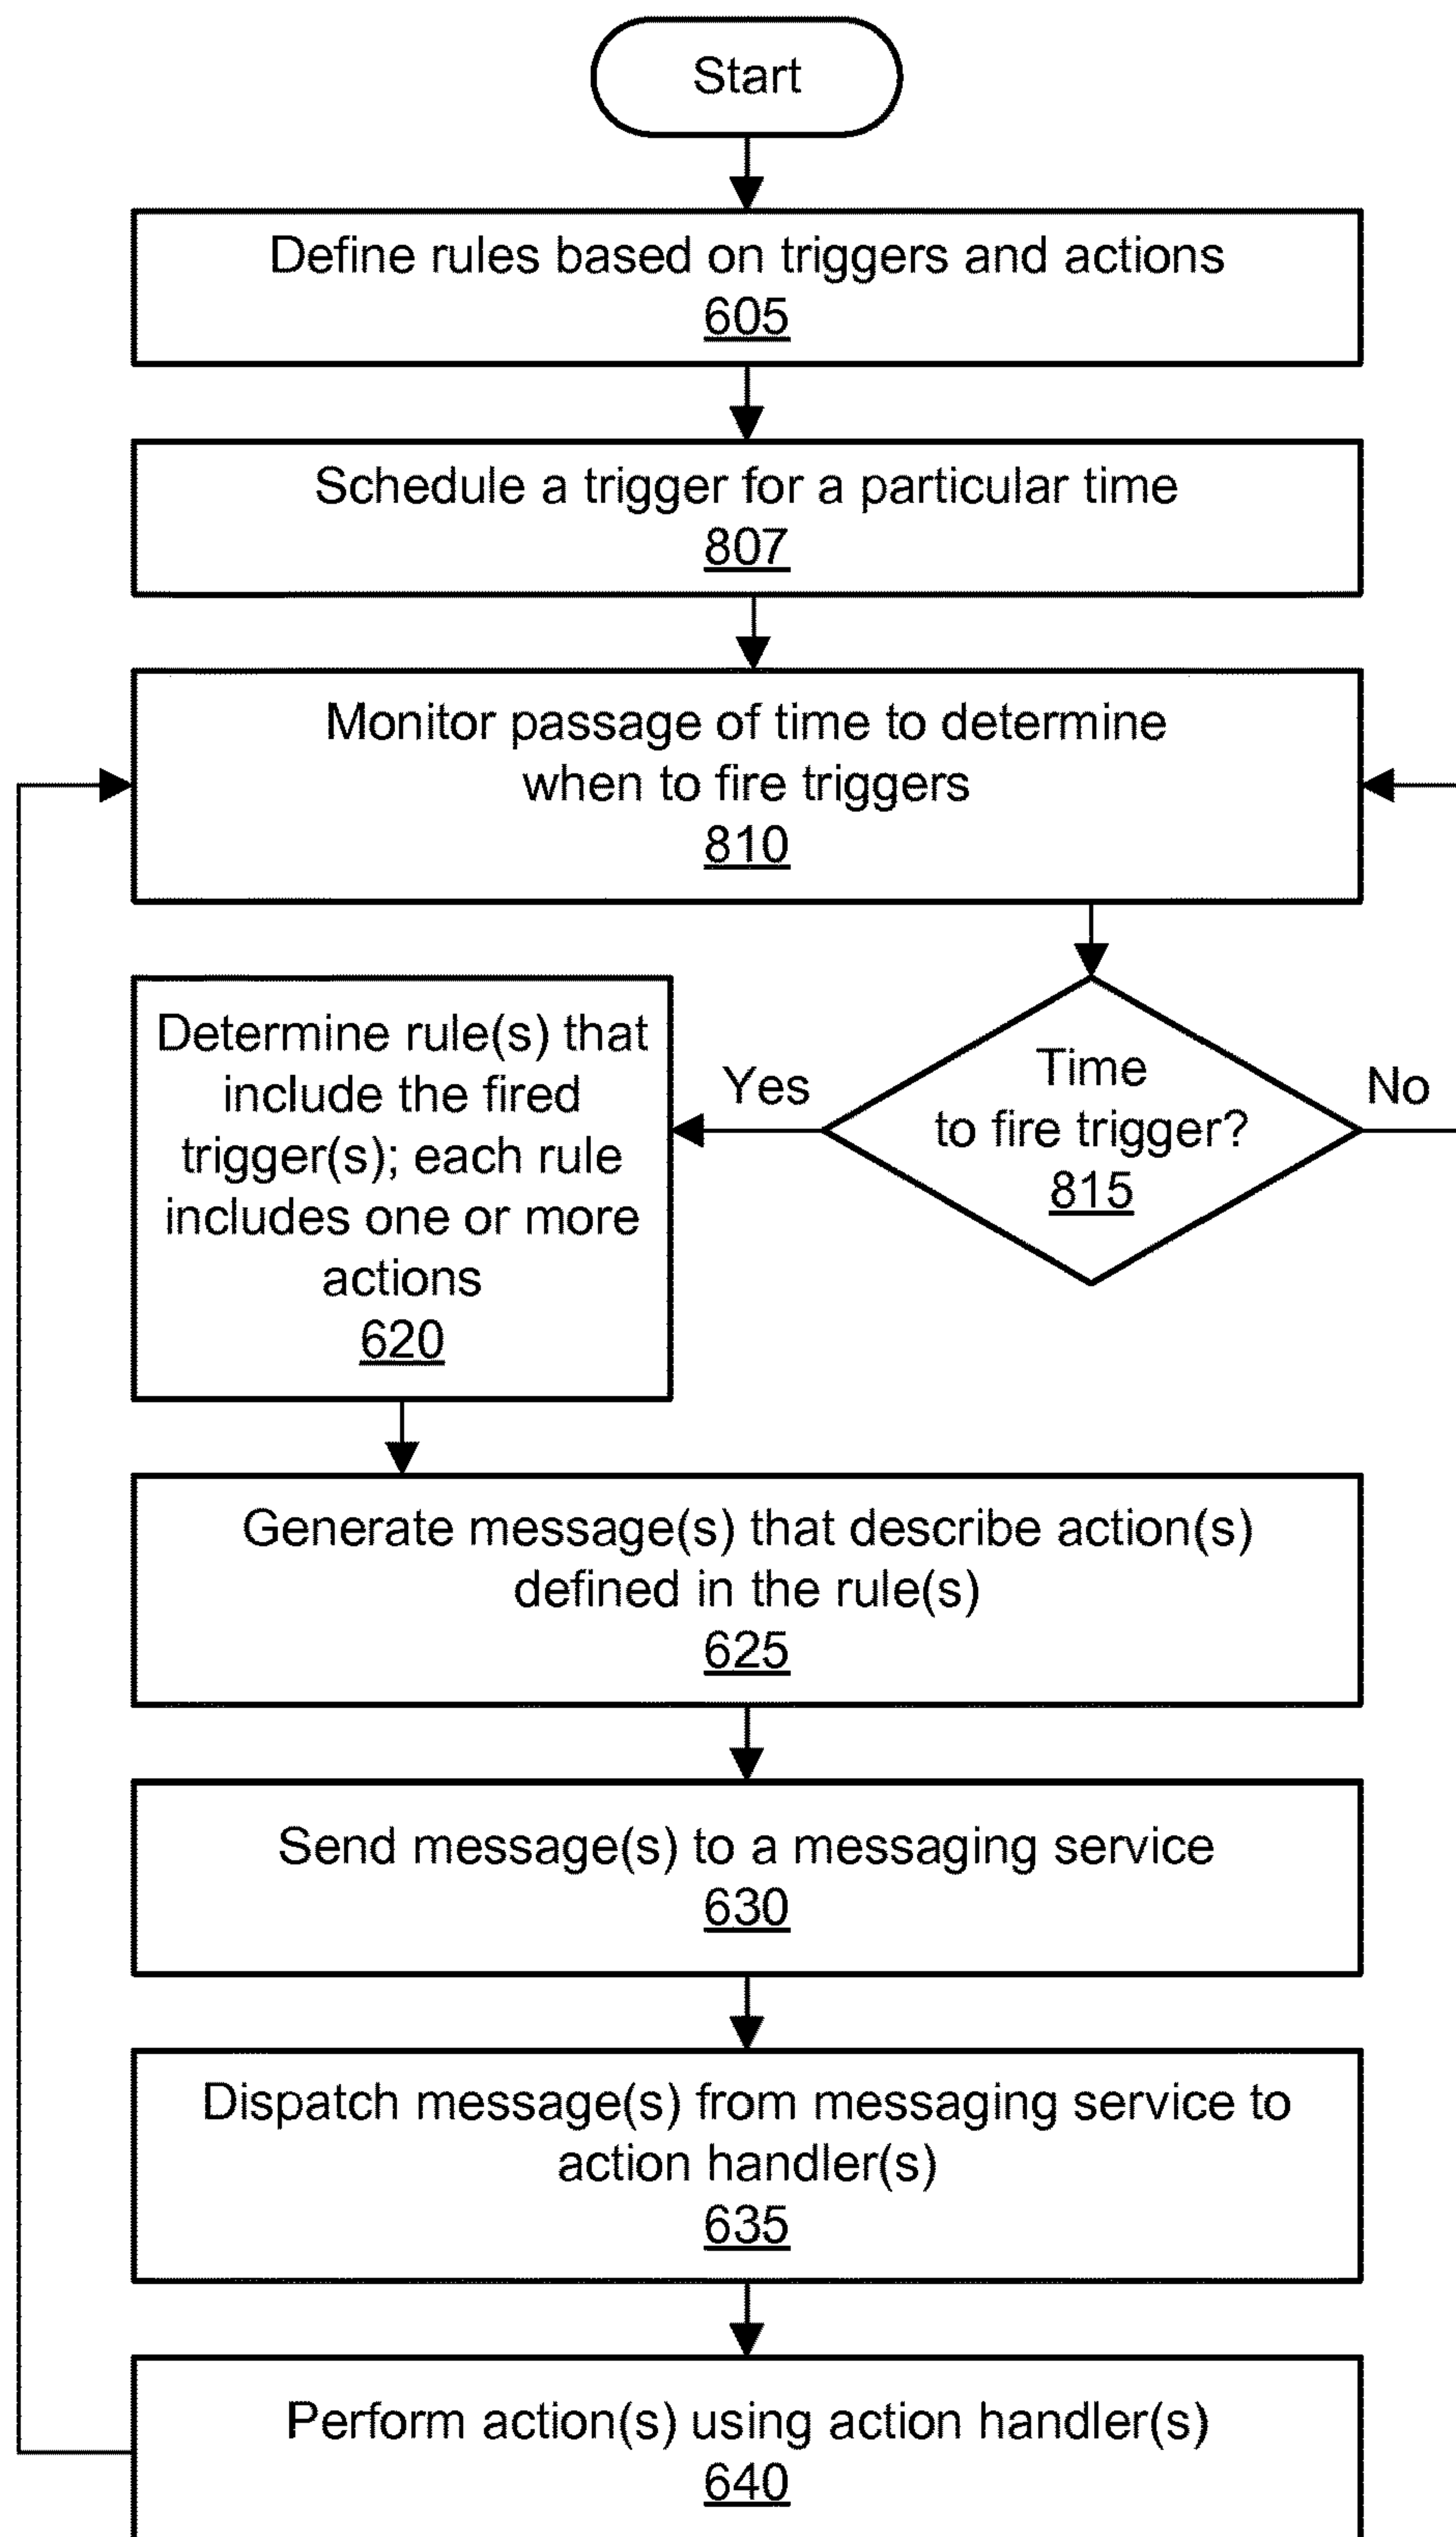 Start
Define rules based on triggers and actions
605
Schedule a trigger for a particular time
807
Monitor passage of time to determine
when to fire triggers
810
Determine rule(s) that
include the fired
trigger(s); each rule
includes one or more
actions
620
Yes
Time
to fire trigger?
815
No
Generate message(s) that describe action(s)
defined in the rule(s)
625
Send message(s) to a messaging service
630
Dispatch message(s) from messaging service to
action handler(s)
635
Perform action(s) using action handler(s)
640